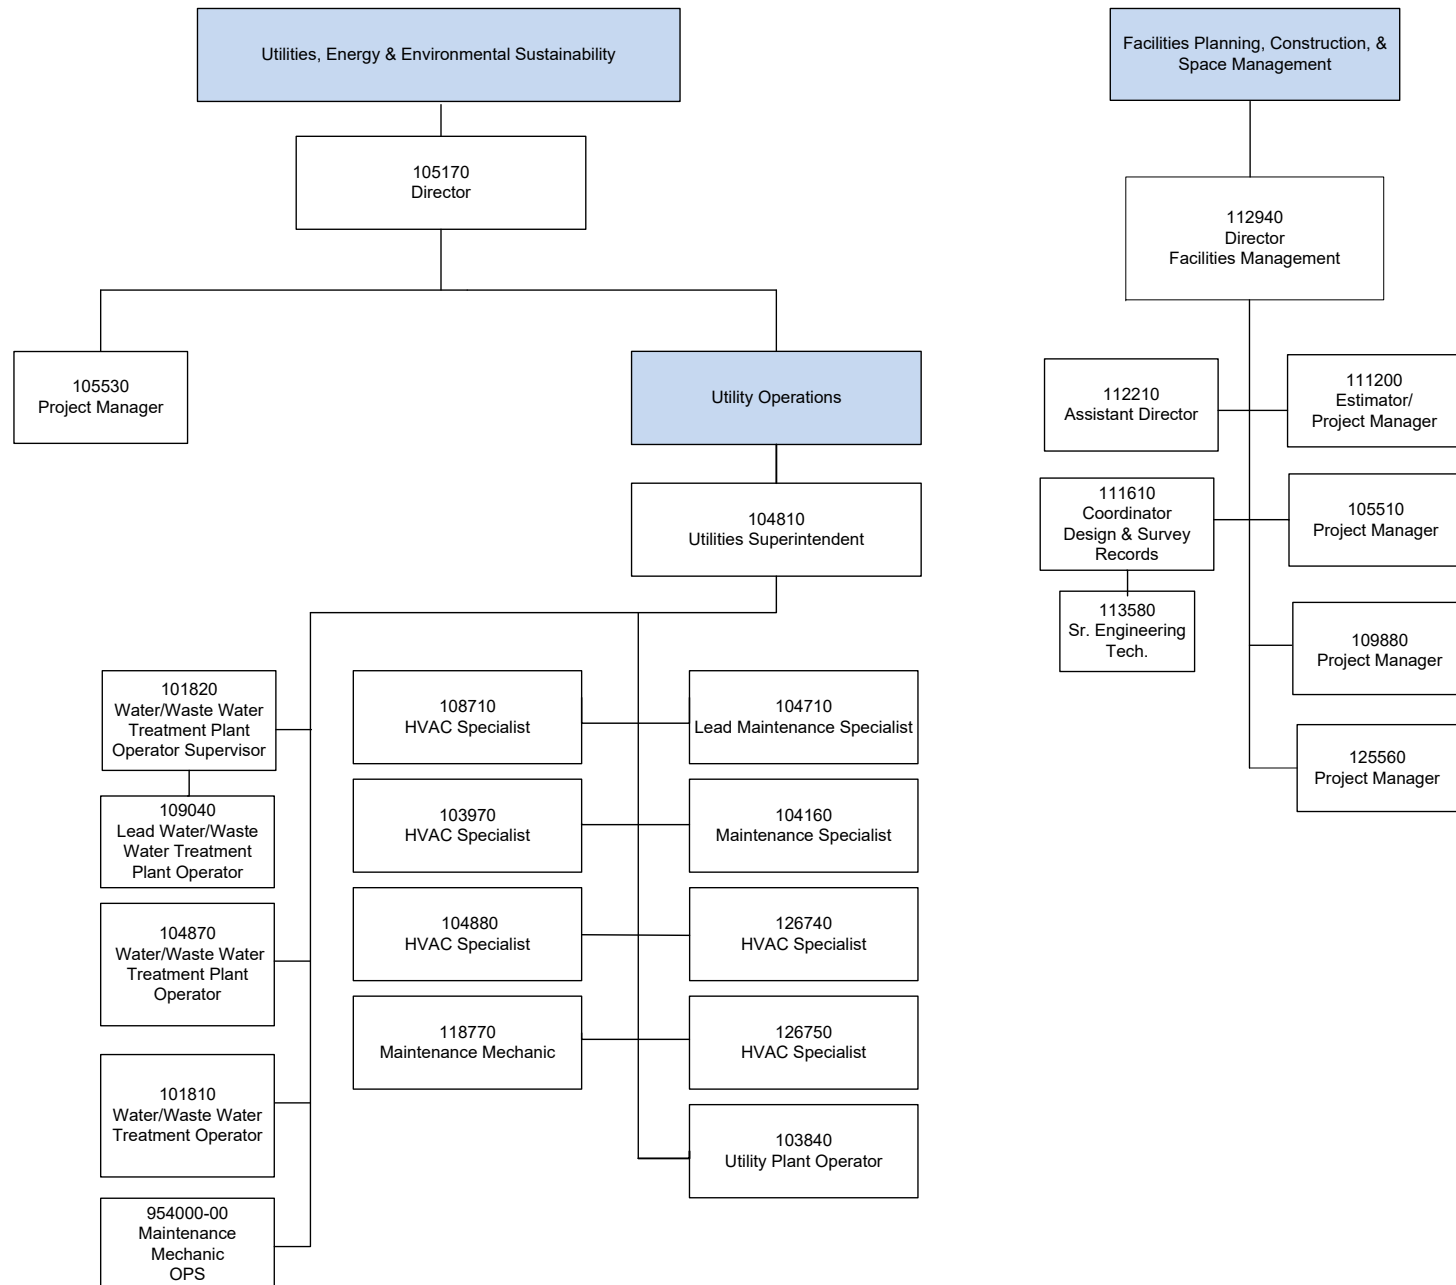 Utilities, Energy & Environmental Sustainability
105170
Director
105530
Project Manager
Utility Operations
104810
Utilities Superintendent
101820
Water/Waste Water
Treatment Plant
Operator Supervisor
109040
Lead Water/Waste
Water Treatment
Plant Operator
104870
Water/Waste Water
Treatment Plant
Operator
101810
Water/Waste Water
Treatment Operator
954000-00
Maintenance
Mechanic
OPS
108710
HVAC Specialist
103970
HVAC Specialist
104880
HVAC Specialist
118770
Maintenance Mechanic
104710
Lead Maintenance Specialist
104160
Maintenance Specialist
126740
HVAC Specialist
126750
HVAC Specialist
103840
Utility Plant Operator
Facilities Planning, Construction, &
Space Management
112940
Director
Facilities Management
112210
Assistant Director
111610
Coordinator
Design & Survey
Records
113580
Sr. Engineering
Tech.
111200
Estimator/
Project Manager
105510
Project Manager
109880
Project Manager
125560
Project Manager